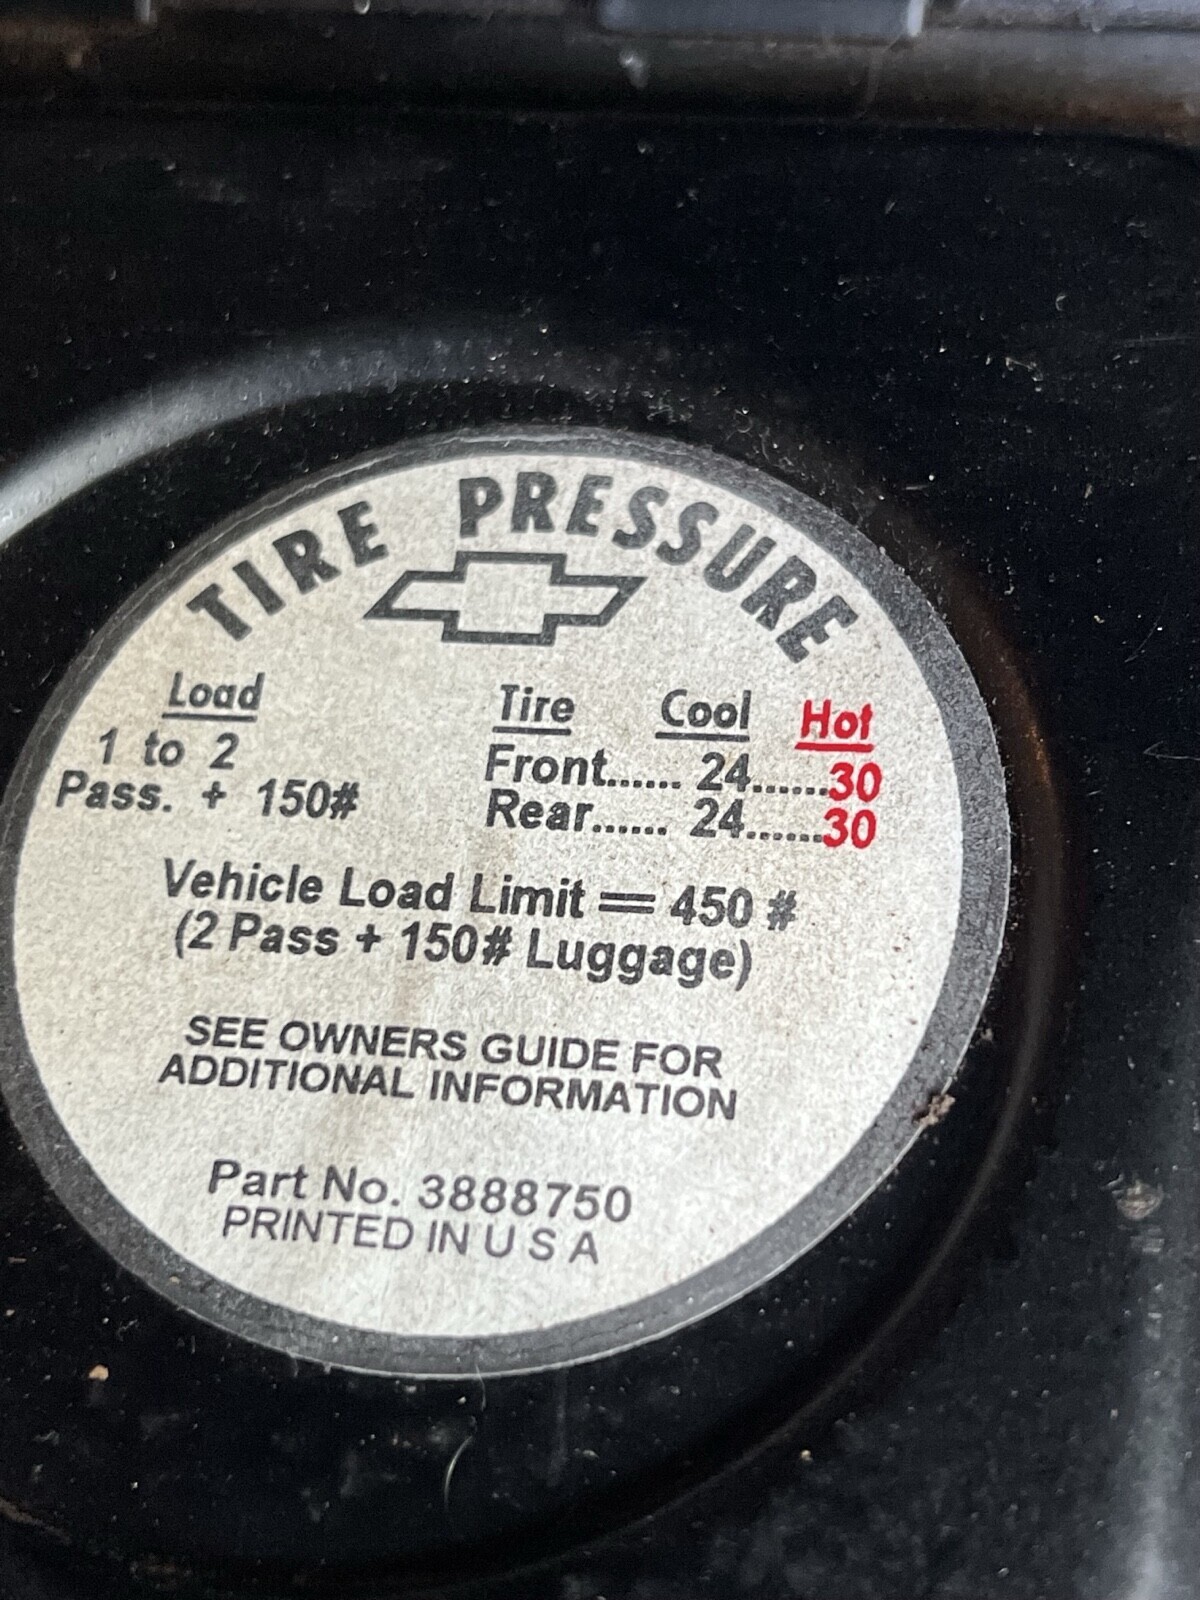 TIRE PRESSURE
Load Tire Cool Hot
1 to 2 Front...... 24.......30
Pass. + 150# Rear...... 24.......30
Vehicle Load Limit = 450 #
(2 Pass + 150# Luggage)
SEE OWNERS GUIDE FOR
ADDITIONAL INFORMATION
Part No. 3888750
PRINTED IN U S A